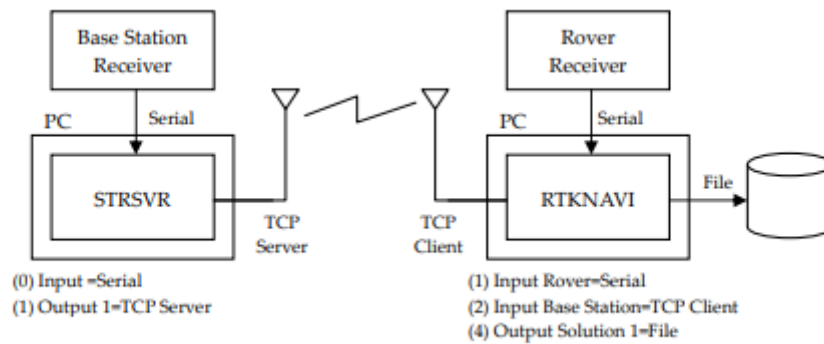 Base Station
Receiver
Rover
Receiver
PC
Serial
PC
Serial
STRSVR
RTKNAVI
File
TCP
Server
TCP
Client
(0) Input =Serial
(1) Output 1=TCP Server
(1) Input Rover=Serial
(2) Input Base Station=TCP Client
(4) Output Solution 1=File